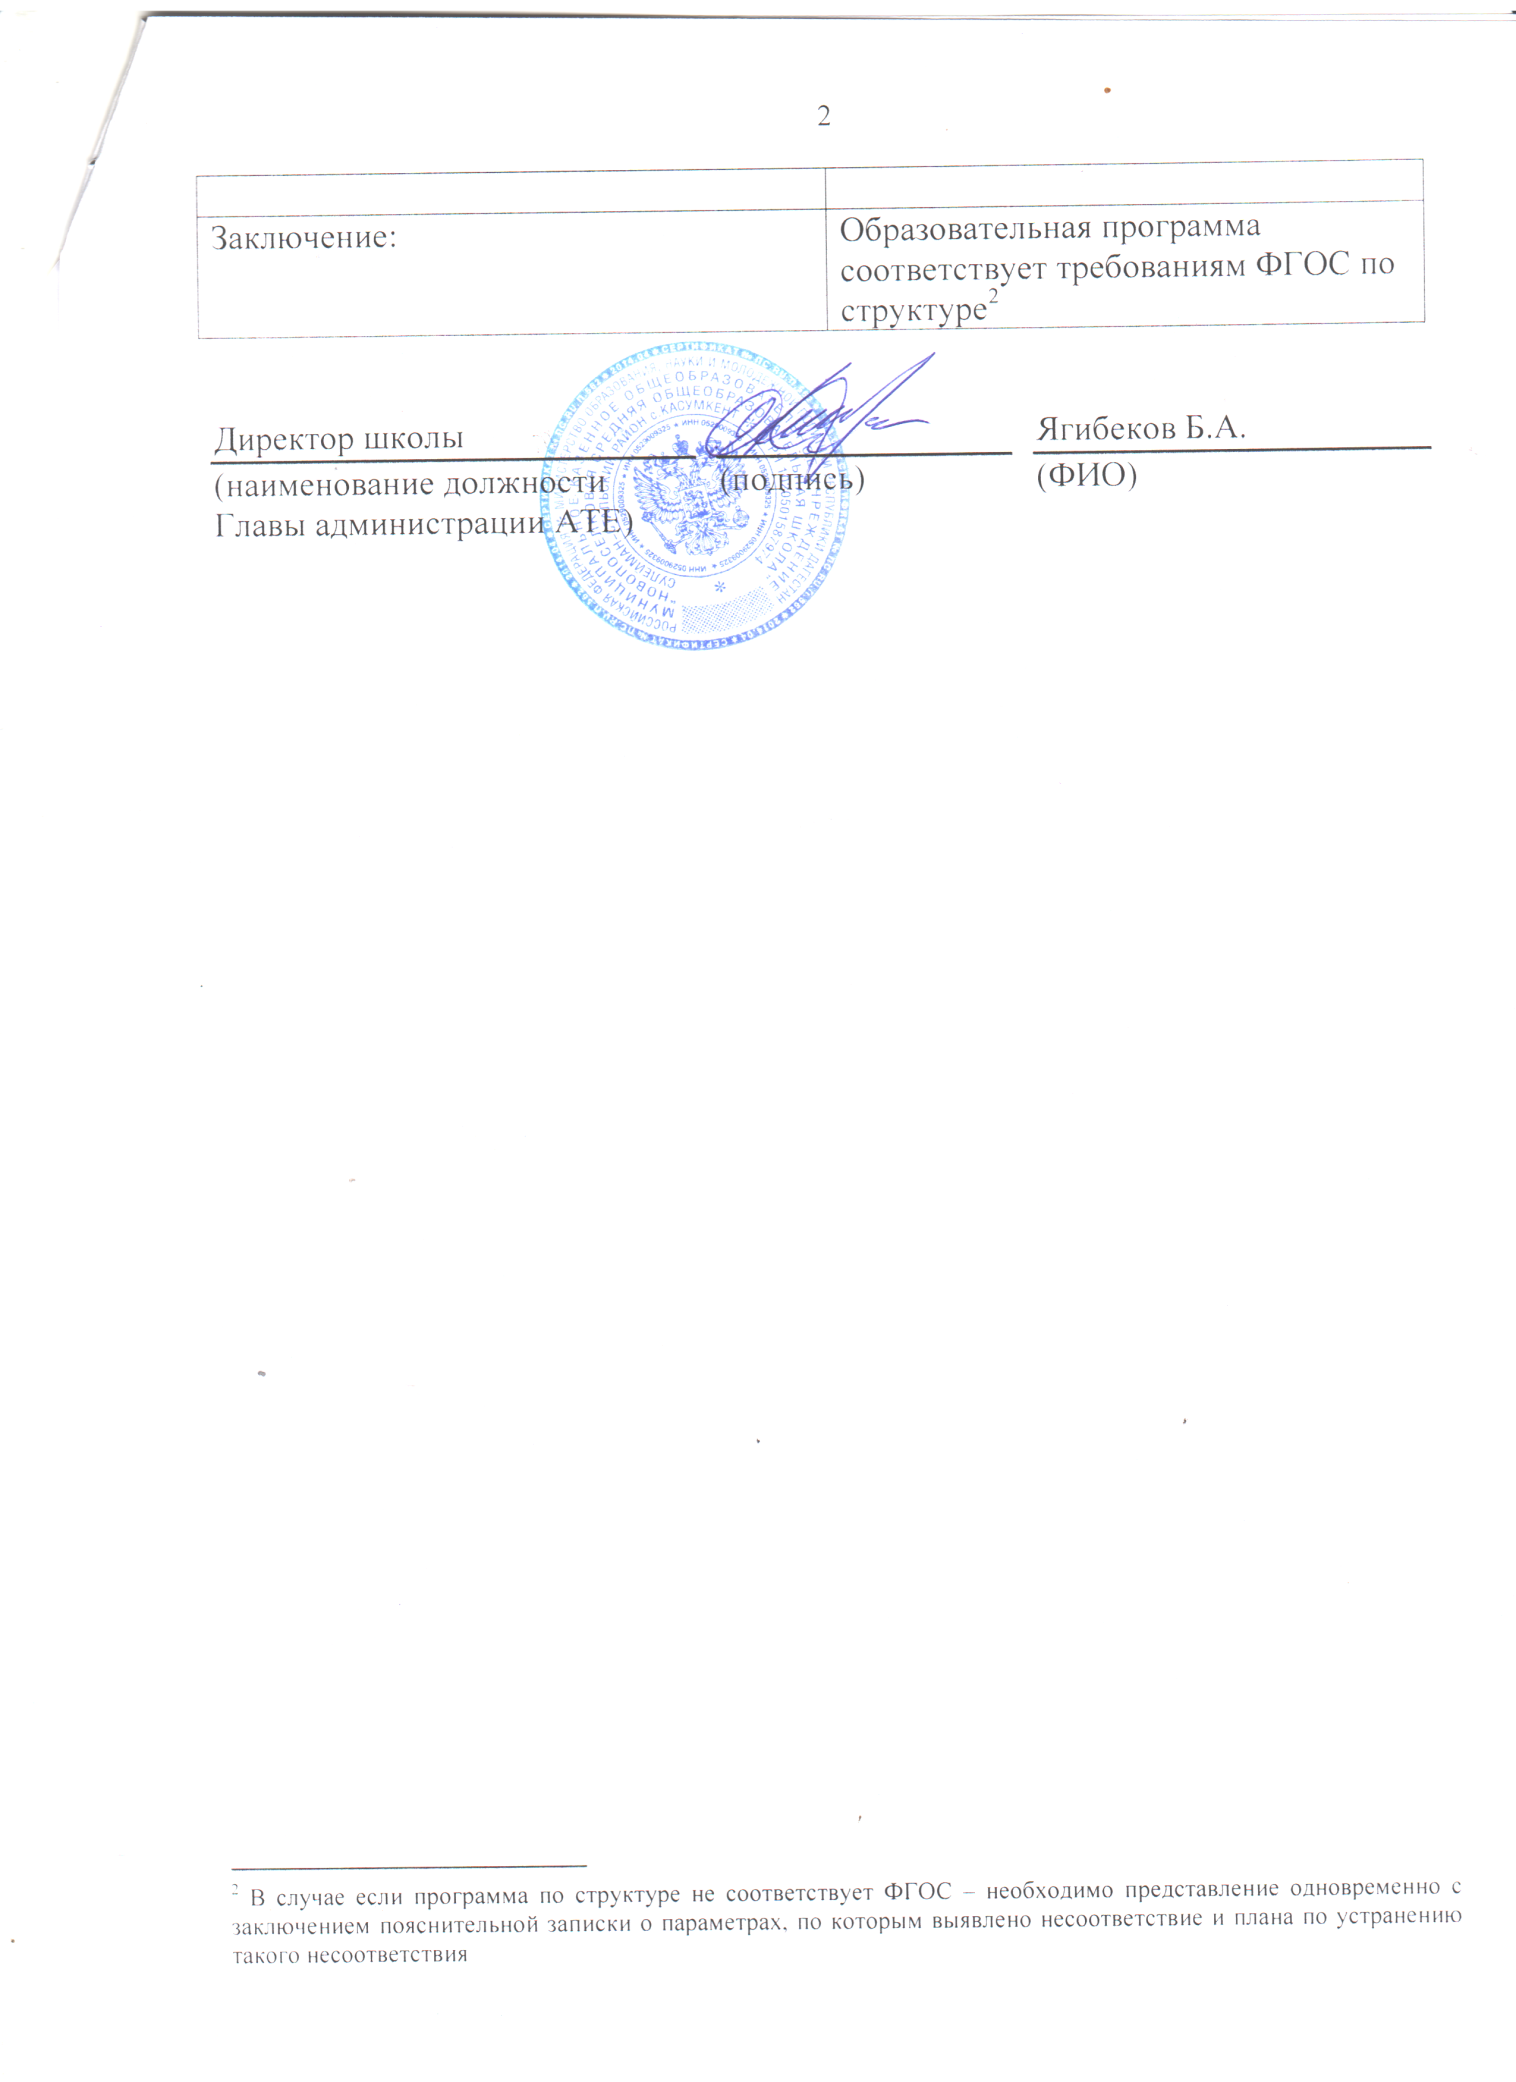 2
Заключение:
Образовательная программа
соответствует требованиям ФГОС по
структуре2
Директор школы
Ягибеков Б.А.
(наименование должности
(подпись)
(ФИО)
Главы администрации АТЕ)
2 В случае если программа по структуре не соответствует ФГОС – необходимо представление одновременно с
заключением пояснительной записки о параметрах, по которым выявлено несоответствие и плана по устранению
такого несоответствия